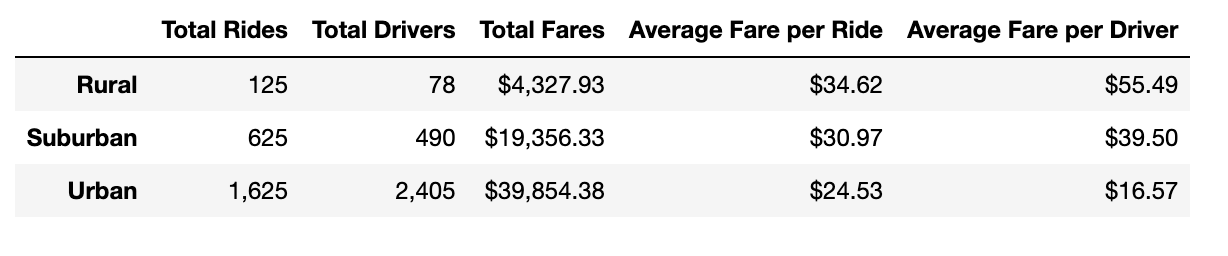 Total Rides Total Drivers Total Fares Average Fare per Ride Average Fare per Driver
Rural 125 78 $4,327.93 $34.62 $55.49
Suburban 625 490 $19,356.33 $30.97 $39.50
Urban 1,625 2,405 $39,854.38 $24.53 $16.57